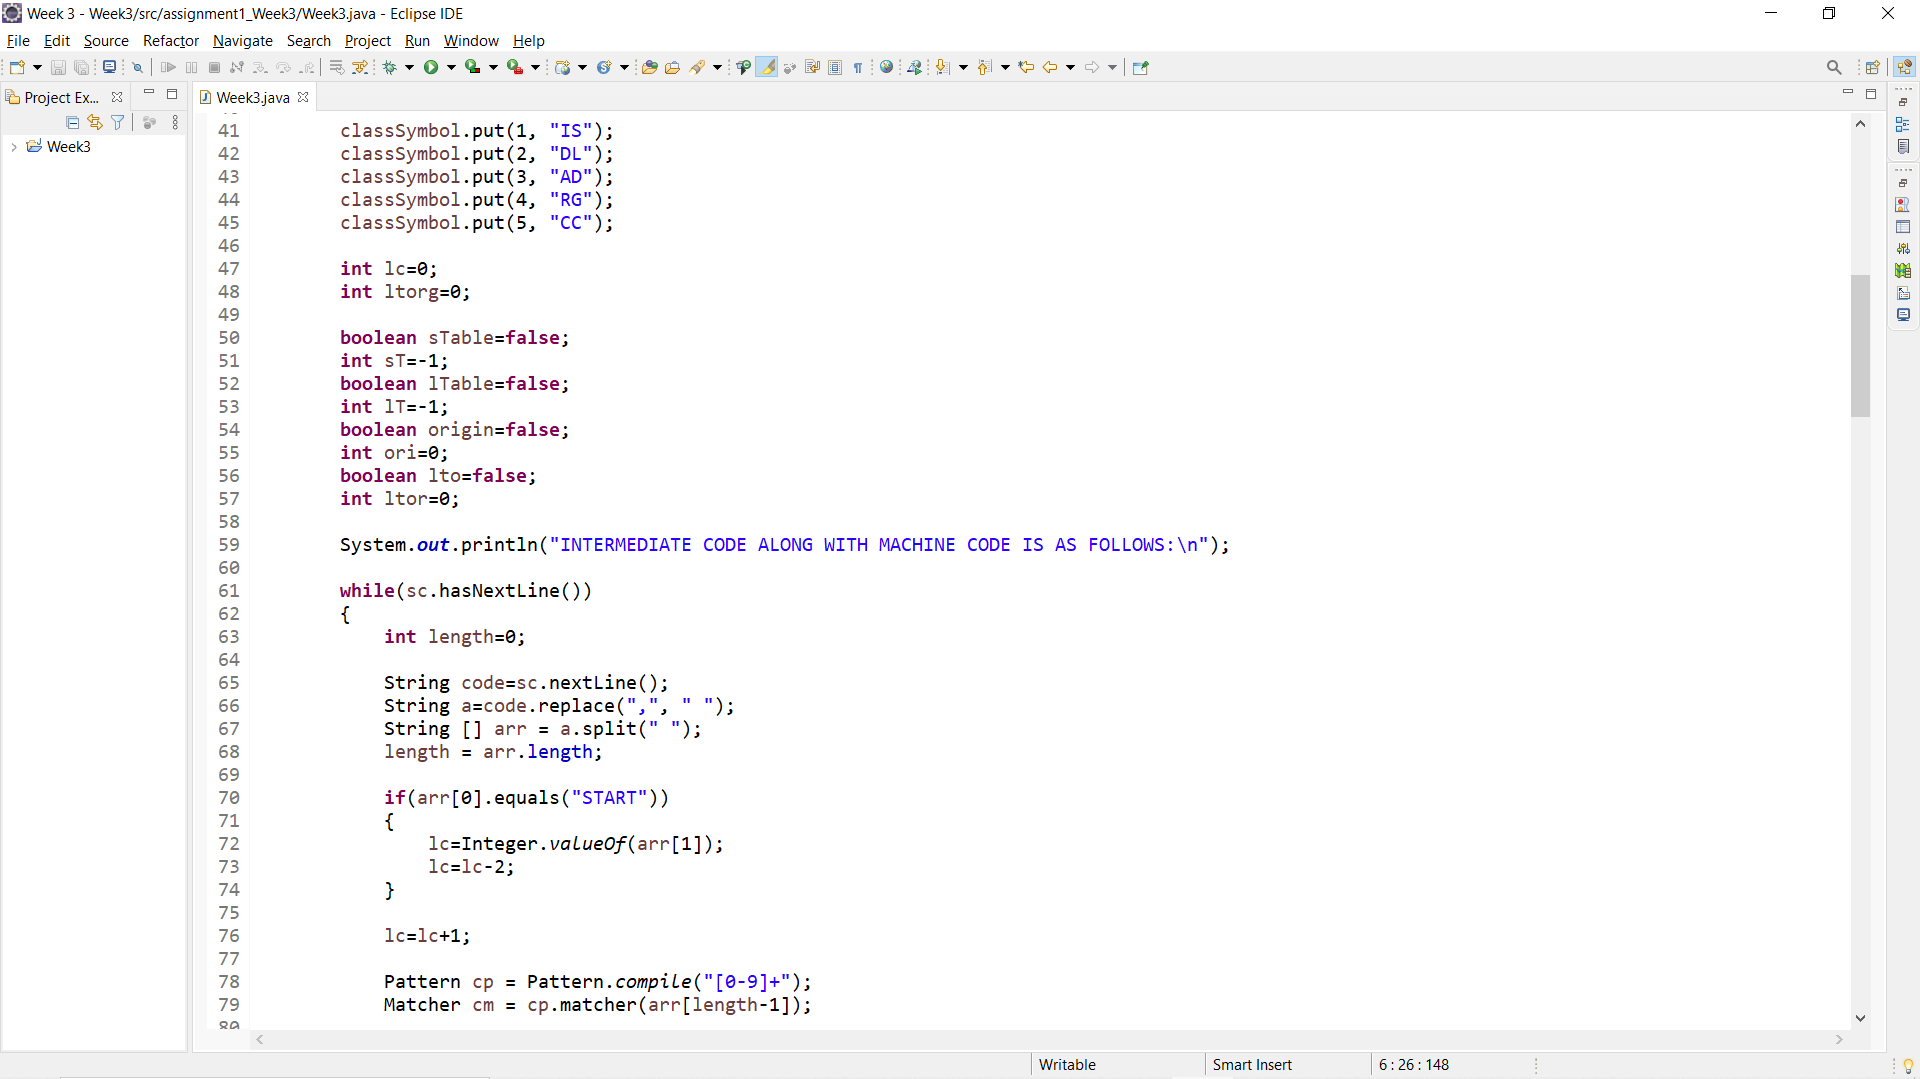 Week 3 - Week3/src/assignment1_Week3/Week3.java - Eclipse IDE
File Edit Source Refactor Navigate Search Project Run Window Help
Project Ex... Week3.java
Week3
41 classSymbol.put(1, "IS");
42 classSymbol.put(2, "DL");
43 classSymbol.put(3, "AD");
44 classSymbol.put(4, "RG");
45 classSymbol.put(5, "CC");
46
47 int lc=0;
48 int ltorg=0;
49
50 boolean sTable=false;
51 int sT=-1;
52 boolean lTable=false;
53 int lT=-1;
54 boolean origin=false;
55 int ori=0;
56 boolean lto=false;
57 int ltor=0;
58
59 System.out.println("INTERMEDIATE CODE ALONG WITH MACHINE CODE IS AS FOLLOWS:\n");
60
61 while(sc.hasNextLine())
62 {
63 int length=0;
64
65 String code=sc.nextLine();
66 String a=code.replace(",", " ");
67 String [] arr = a.split(" ");
68 length = arr.length;
69
70 if(arr[0].equals("START"))
71 {
72 lc=Integer.valueOf(arr[1]);
73 lc=lc-2;
74 }
75
76 lc=lc+1;
77
78 Pattern cp = Pattern.compile("[0-9]+");
79 Matcher cm = cp.matcher(arr[length-1]);
80
Writable Smart Insert 6 : 26 : 148